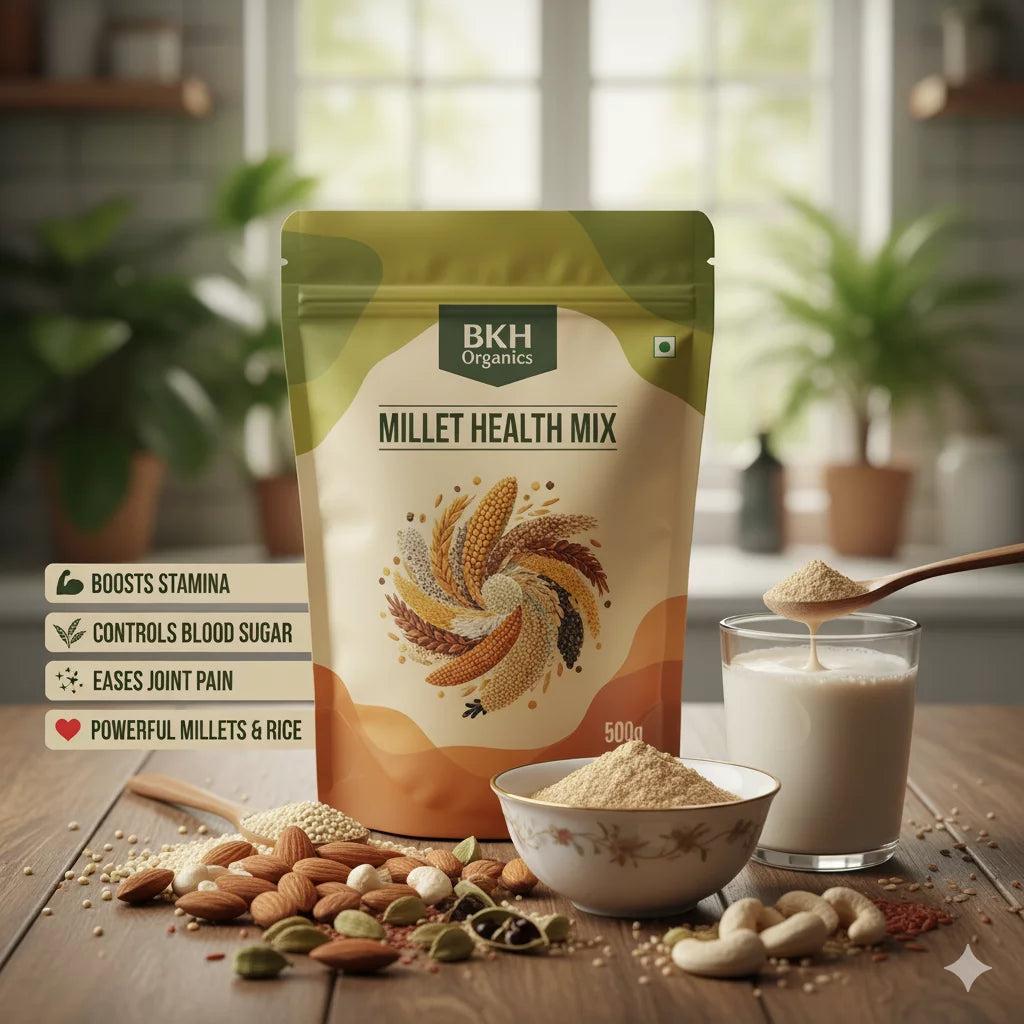 BKH
Organics
MILLET HEALTH MIX
BOOSTS STAMINA
CONTROLS BLOOD SUGAR
EASES JOINT PAIN
POWERFUL MILLETS & RICE
500g